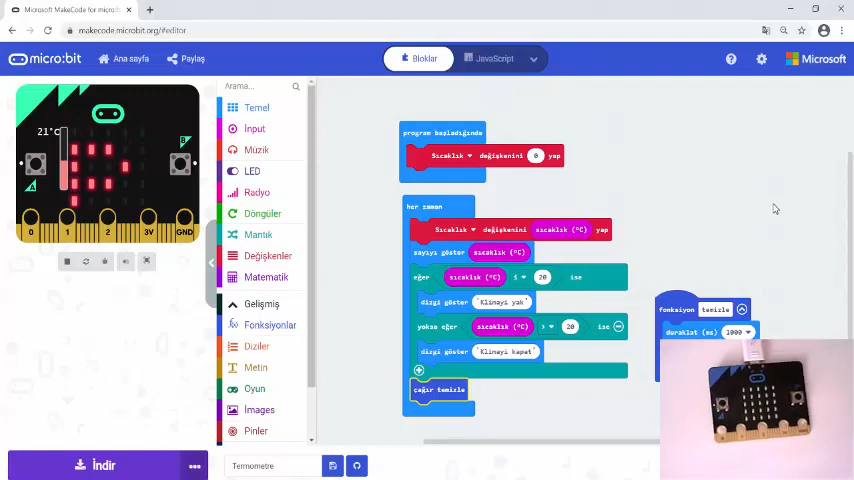 Microsoft MakeCode for micro:b
makecode.microbit.org/#editor
micro:bit
Ana sayfa
Paylaş
Bloklar
JavaScript
Microsoft
21°C
A
B
0
1
2
3V
GND
Arama...
Temel
İnput
Müzik
LED
Radyo
Döngüler
Mantık
Değişkenler
Matematik
Gelişmiş
Fonksiyonlar
Diziler
Metin
Oyun
Images
Pinler
program başladığında
Sıcaklık değişkenini 0 yap
her zaman
Sıcaklık değişkenini sıcaklık (°C) yap
sayıyı göster sıcaklık (°C)
eğer sıcaklık (°C) 20 ise
dizgi göster "Klimayi yak"
yoksa eğer sıcaklık (°C) > 20 ise
dizgi göster "Klimayi kapat"
çağır temizle
fonksiyon temizle
duraklat (ms) 1000
İndir
Termometre